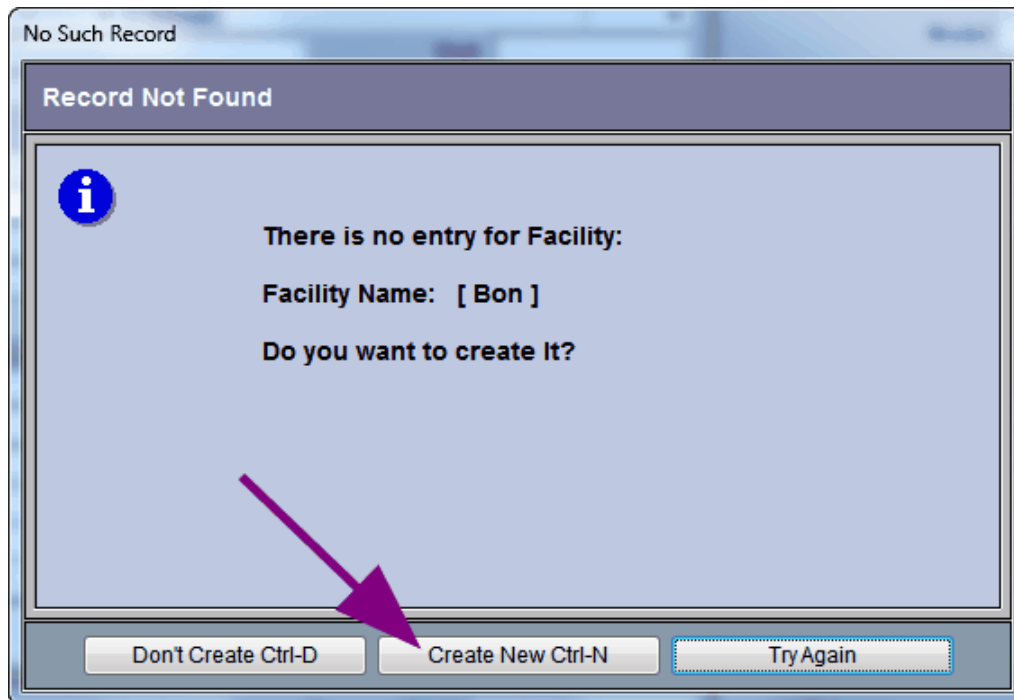 No Such Record
Record Not Found
There is no entry for Facility:
Facility Name: [ Bon ]
Do you want to create It?
Don't Create Ctrl-D
Create New Ctrl-N
Try Again